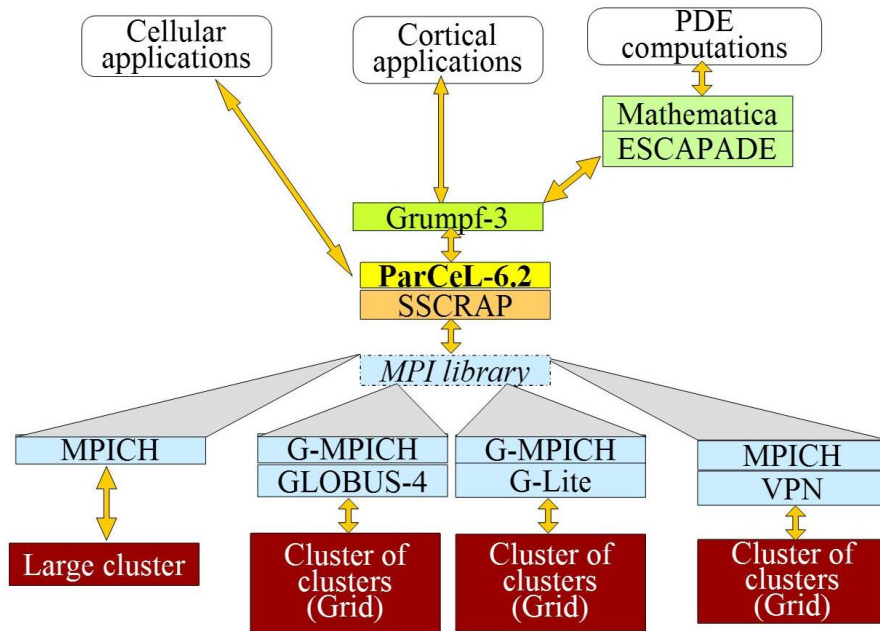 Cellular
applications
Cortical
applications
PDE
computations
Mathematica
ESCAPADE
Grumpf-3
ParCeL-6.2
SSCRAP
MPI library
MPICH
G-MPICH
GLOBUS-4
G-MPICH
G-Lite
MPICH
VPN
Large cluster
Cluster of
clusters
(Grid)
Cluster of
clusters
(Grid)
Cluster of
clusters
(Grid)